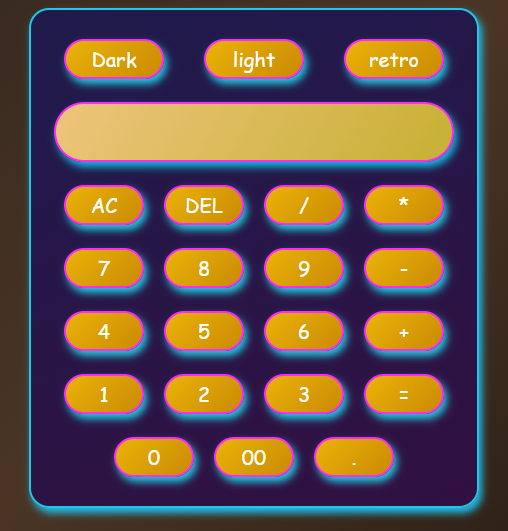 Dark light retro
AC DEL / *
7 8 9 -
4 5 6 +
1 2 3 =
0 00 .